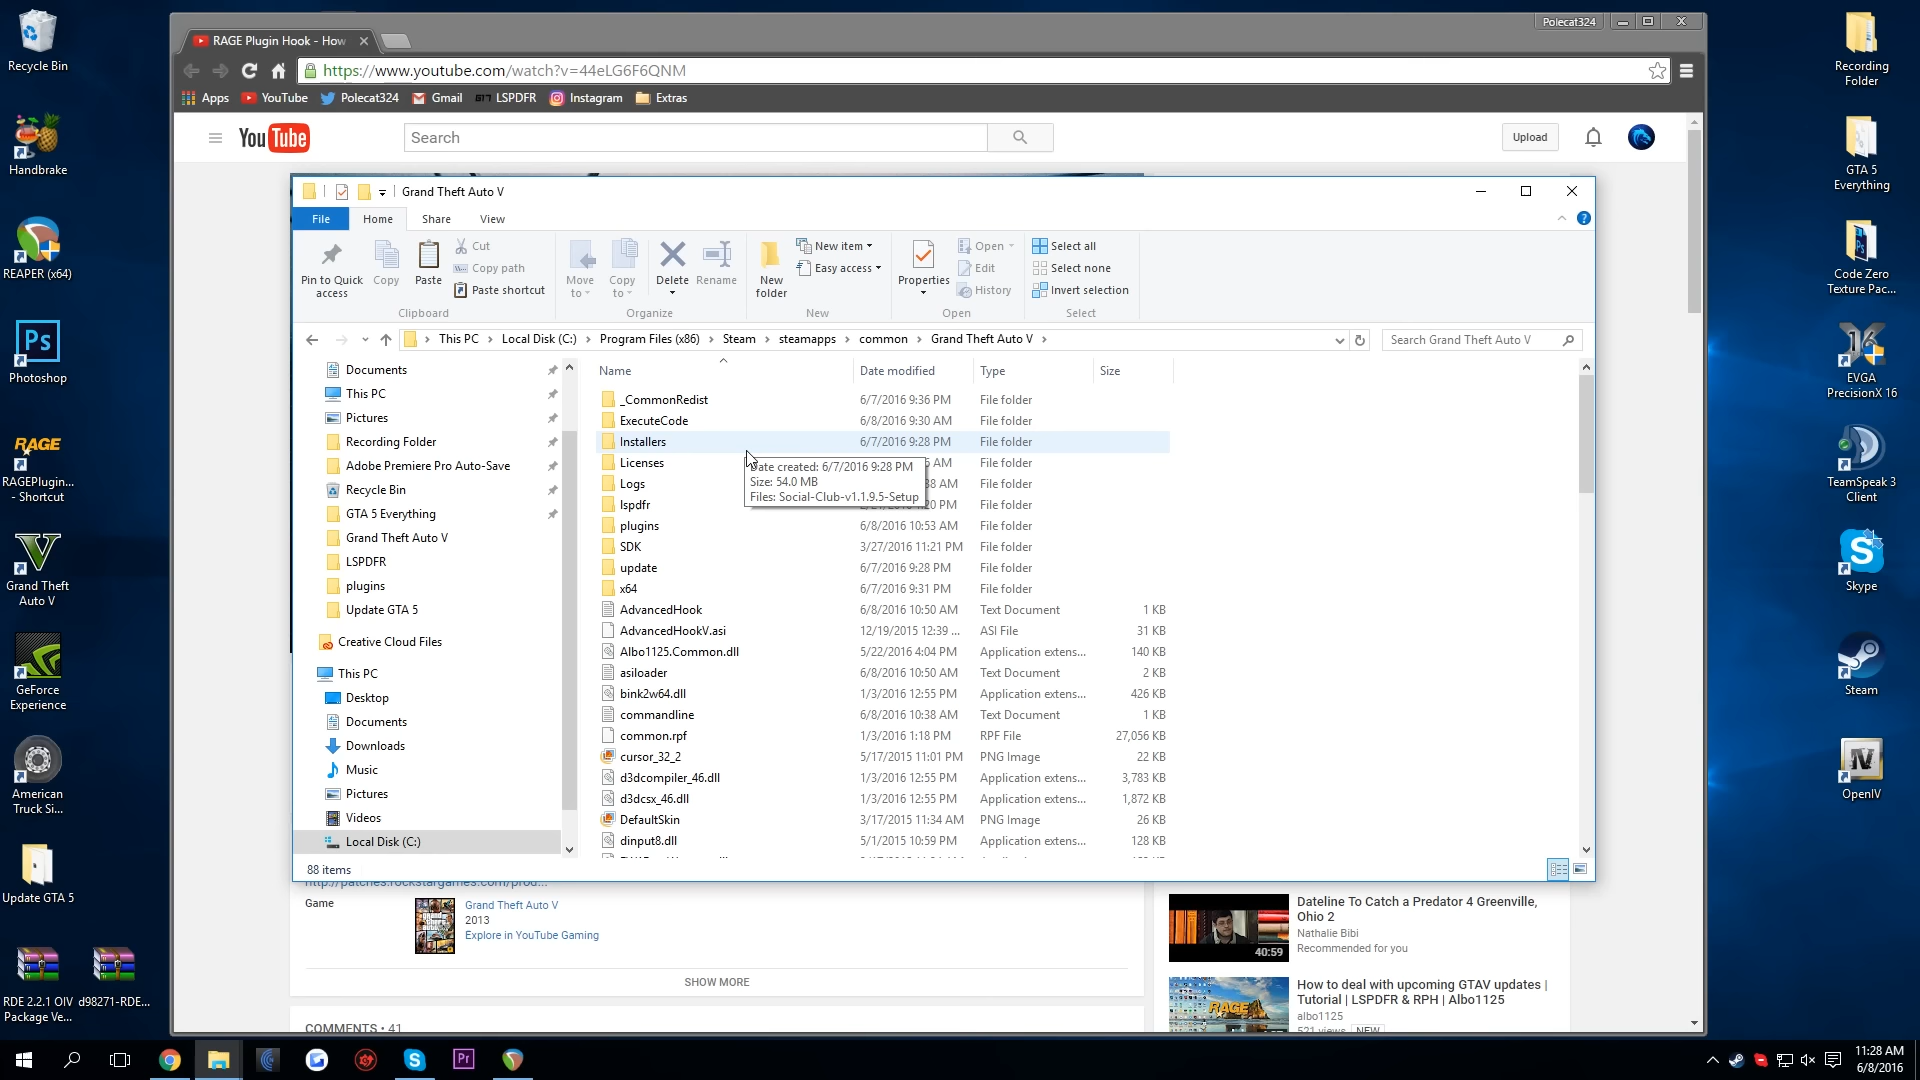 Recycle Bin
Handbrake
REAPER (x64)
Ps
Photoshop
RAGE
RAGEPlugin...
- Shortcut
Grand Theft
Auto V
GeForce
Experience
American
Truck Si...
Update GTA 5
RDE 2.2.1 OIV
Package Ve...
d98271-RDE...
RAGE Plugin Hook - How
Polecat324
https://www.youtube.com/watch?v=44eLG6F6QNM
Apps
YouTube
Polecat324
Gmail
LSPDFR
Instagram
Extras
YouTube
Search
Upload
Grand Theft Auto V
File
Home
Share
View
Pin to Quick
access
Copy
Paste
Cut
Copy path
Paste shortcut
Clipboard
Move
to
Copy
to
Delete
Rename
Organize
New
folder
New item
Easy access
New
Properties
Open
Edit
History
Open
Select all
Select none
Invert selection
Select
This PC
Local Disk (C:)
Program Files (x86)
Steam
steamapps
common
Grand Theft Auto V
Search Grand Theft Auto V
Documents
This PC
Pictures
Recording Folder
Adobe Premiere Pro Auto-Save
Recycle Bin
GTA 5 Everything
Grand Theft Auto V
LSPDFR
plugins
Update GTA 5
Creative Cloud Files
This PC
Desktop
Documents
Downloads
Music
Pictures
Videos
Local Disk (C:)
Name Date modified Type Size
_CommonRedist 6/7/2016 9:36 PM File folder
ExecuteCode 6/8/2016 9:30 AM File folder
Installers 6/7/2016 9:28 PM File folder
Licenses AM File folder
Logs 38 AM File folder
lspdfr 20 PM File folder
plugins 6/8/2016 10:53 AM File folder
SDK 3/27/2016 11:21 PM File folder
update 6/7/2016 9:28 PM File folder
x64 6/7/2016 9:31 PM File folder
AdvancedHook 6/8/2016 10:50 AM Text Document 1 KB
AdvancedHookV.asi 12/19/2015 12:39 ... ASI File 31 KB
Albo1125.Common.dll 5/22/2016 4:04 PM Application extens... 140 KB
asiloader 6/8/2016 10:50 AM Text Document 2 KB
bink2w64.dll 1/3/2016 12:55 PM Application extens... 426 KB
commandline 6/8/2016 10:38 AM Text Document 1 KB
common.rpf 1/3/2016 1:18 PM RPF File 27,056 KB
cursor_32_2 5/17/2015 11:01 PM PNG Image 22 KB
d3dcompiler_46.dll 1/3/2016 12:55 PM Application extens... 3,783 KB
d3dcsx_46.dll 1/3/2016 12:55 PM Application extens... 1,872 KB
DefaultSkin 3/17/2015 11:34 AM PNG Image 26 KB
dinput8.dll 5/1/2015 10:59 PM Application extens... 128 KB
Date created: 6/7/2016 9:28 PM
Size: 54.0 MB
Files: Social-Club-v1.1.9.5-Setup
88 items
http://patches.rockstargames.com/prod...
Game
Grand Theft Auto V
2013
Explore in YouTube Gaming
SHOW MORE
COMMENTS • 41
40:59
Dateline To Catch a Predator 4 Greenville,
Ohio 2
Nathalie Bibi
Recommended for you
RAGE
How to deal with upcoming GTAV updates |
Tutorial | LSPDFR & RPH | Albo1125
albo1125
521 views NEW
Recording
Folder
GTA 5
Everything
Code Zero
Texture Pac...
EVGA
PrecisionX 16
TeamSpeak 3
Client
Skype
Steam
OpenIV
Pr
11:28 AM
6/8/2016